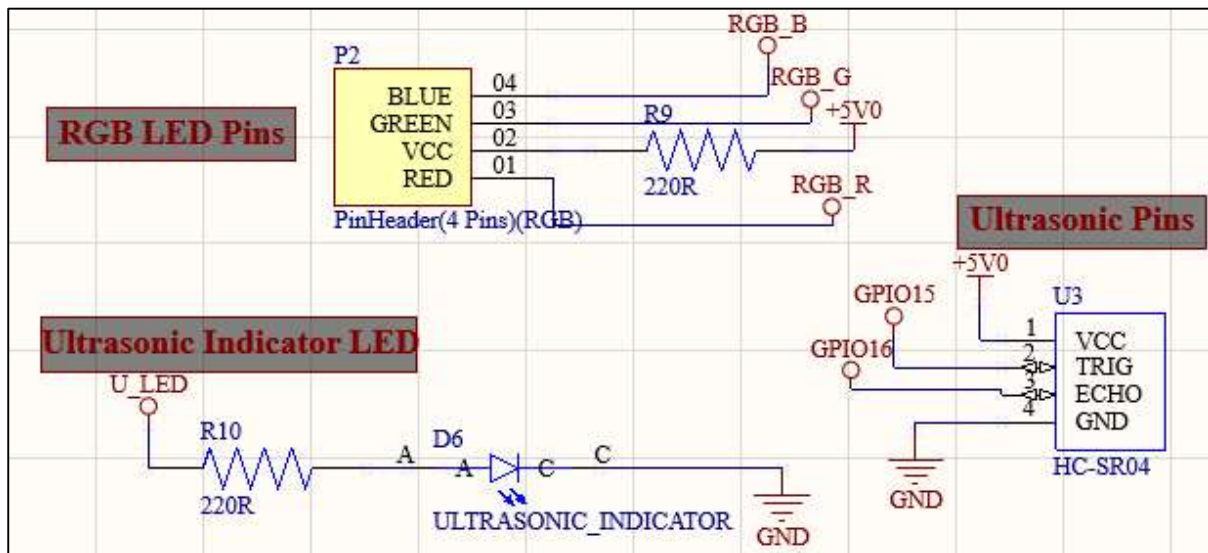 RGB_B
P2
04
BLUE
RGB_G
03
GREEN
R9
+5V0
02
VCC
01
RED
220R
RGB_R
PinHeader(4 Pins)(RGB)
RGB LED Pins
Ultrasonic Pins
+5V0
U3
GPIO15
1
VCC
GPIO16
2
TRIG
3
ECHO
4
GND
HC-SR04
GND
Ultrasonic Indicator LED
U_LED
R10
D6
A
A
C
C
220R
ULTRASONIC_INDICATOR
GND